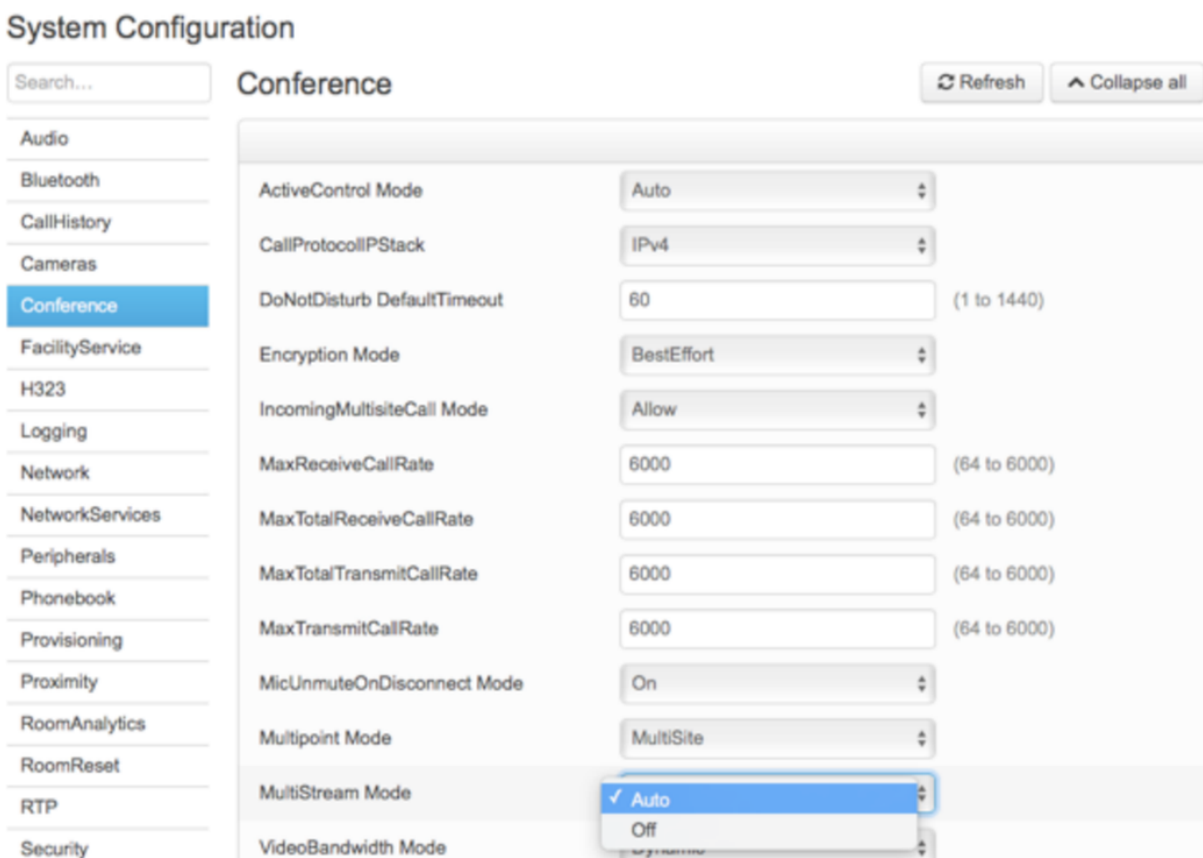 System Configuration
Search...
Conference
Refresh
Collapse all
Audio
Bluetooth
CallHistory
Cameras
Conference
FacilityService
H323
Logging
Network
NetworkServices
Peripherals
Phonebook
Provisioning
Proximity
RoomAnalytics
RoomReset
RTP
Security
ActiveControl Mode Auto
CallProtocolIPStack IPv4
DoNotDisturb DefaultTimeout 60 (1 to 1440)
Encryption Mode BestEffort
IncomingMultisiteCall Mode Allow
MaxReceiveCallRate 6000 (64 to 6000)
MaxTotalReceiveCallRate 6000 (64 to 6000)
MaxTotalTransmitCallRate 6000 (64 to 6000)
MaxTransmitCallRate 6000 (64 to 6000)
MicUnmuteOnDisconnect Mode On
Multipoint Mode MultiSite
MultiStream Mode ✓ Auto
Off
VideoBandwidth Mode Dynamic